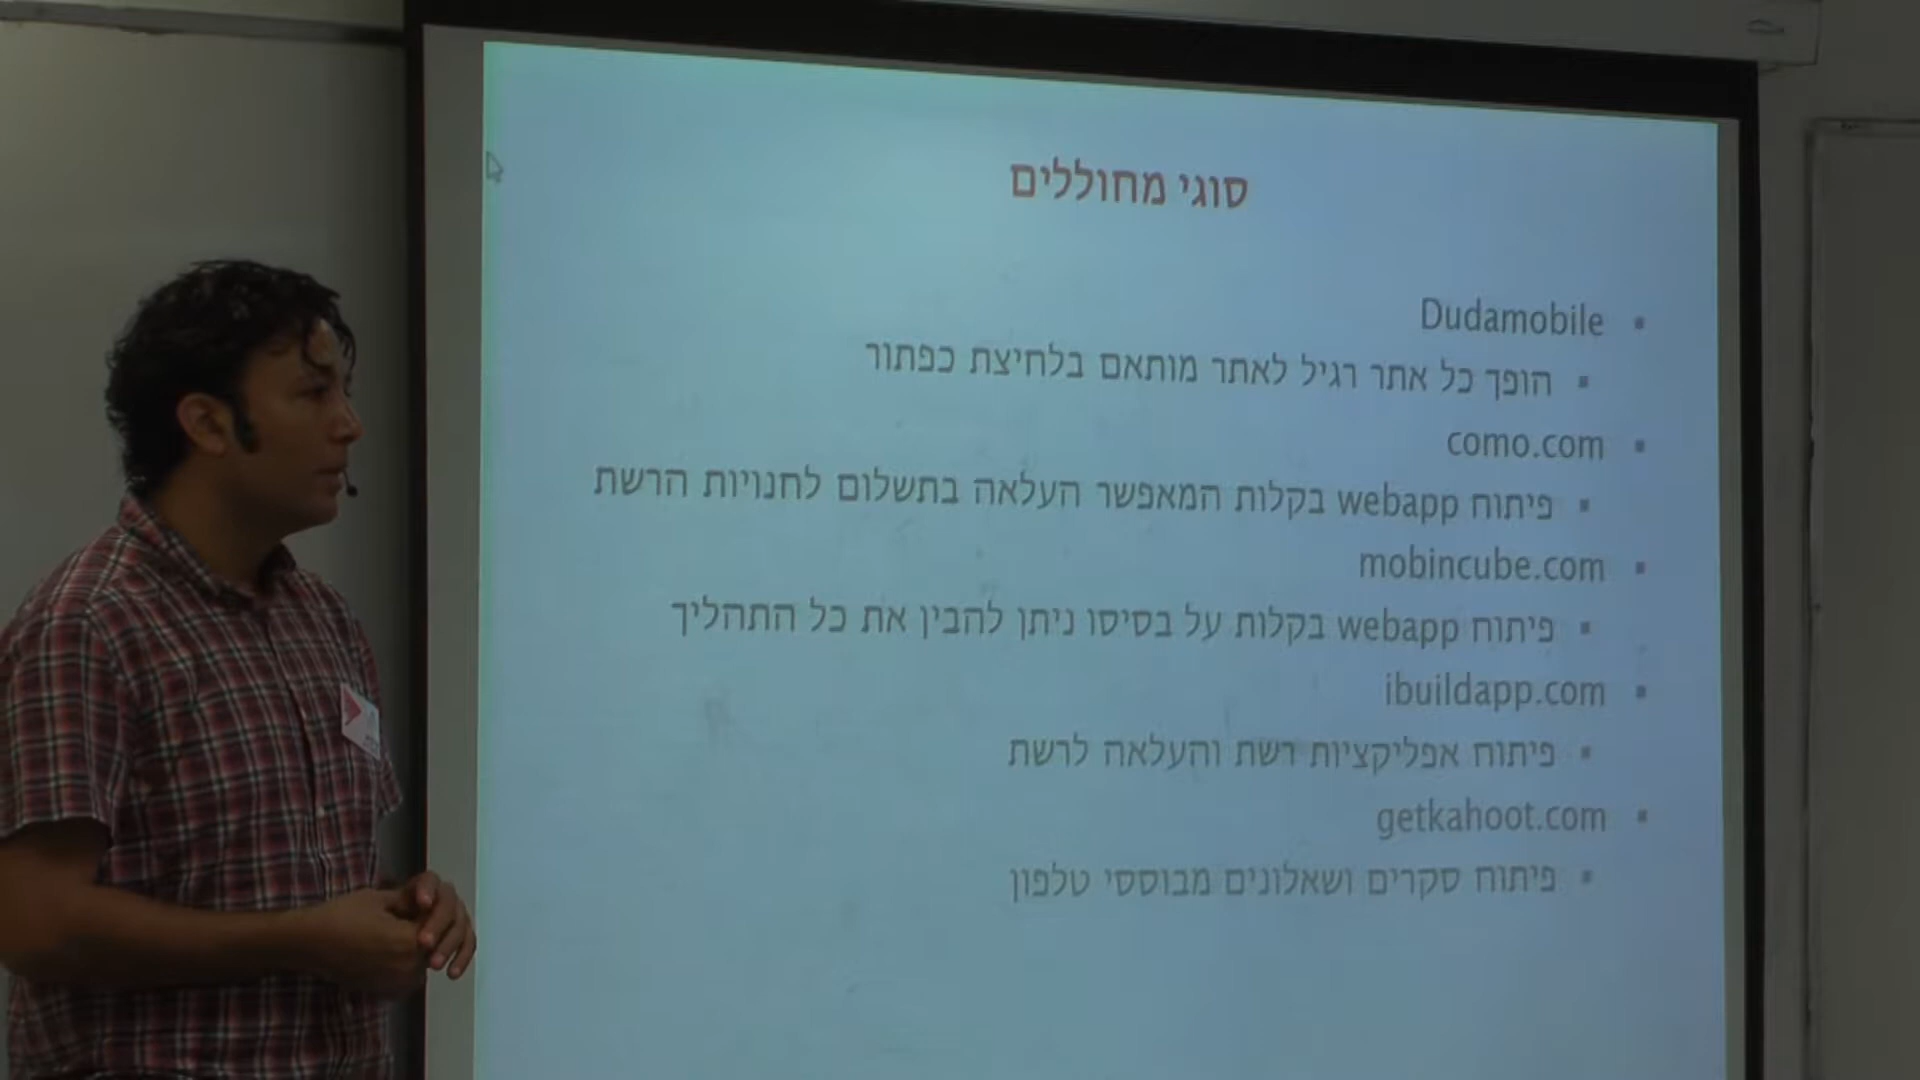 סוגי מחוללים
Dudamobile
הופך כל אתר רגיל לאתר מותאם בלחיצת כפתור
como.com
פיתוח webapp בקלות המאפשר העלאה בתשלום לחנויות הרשת
mobincube.com
פיתוח webapp בקלות על בסיסו ניתן להבין את כל התהליך
ibuildapp.com
פיתוח אפליקציות רשת והעלאה לרשת
getkahoot.com
פיתוח סקרים ושאלונים מבוססי טלפון